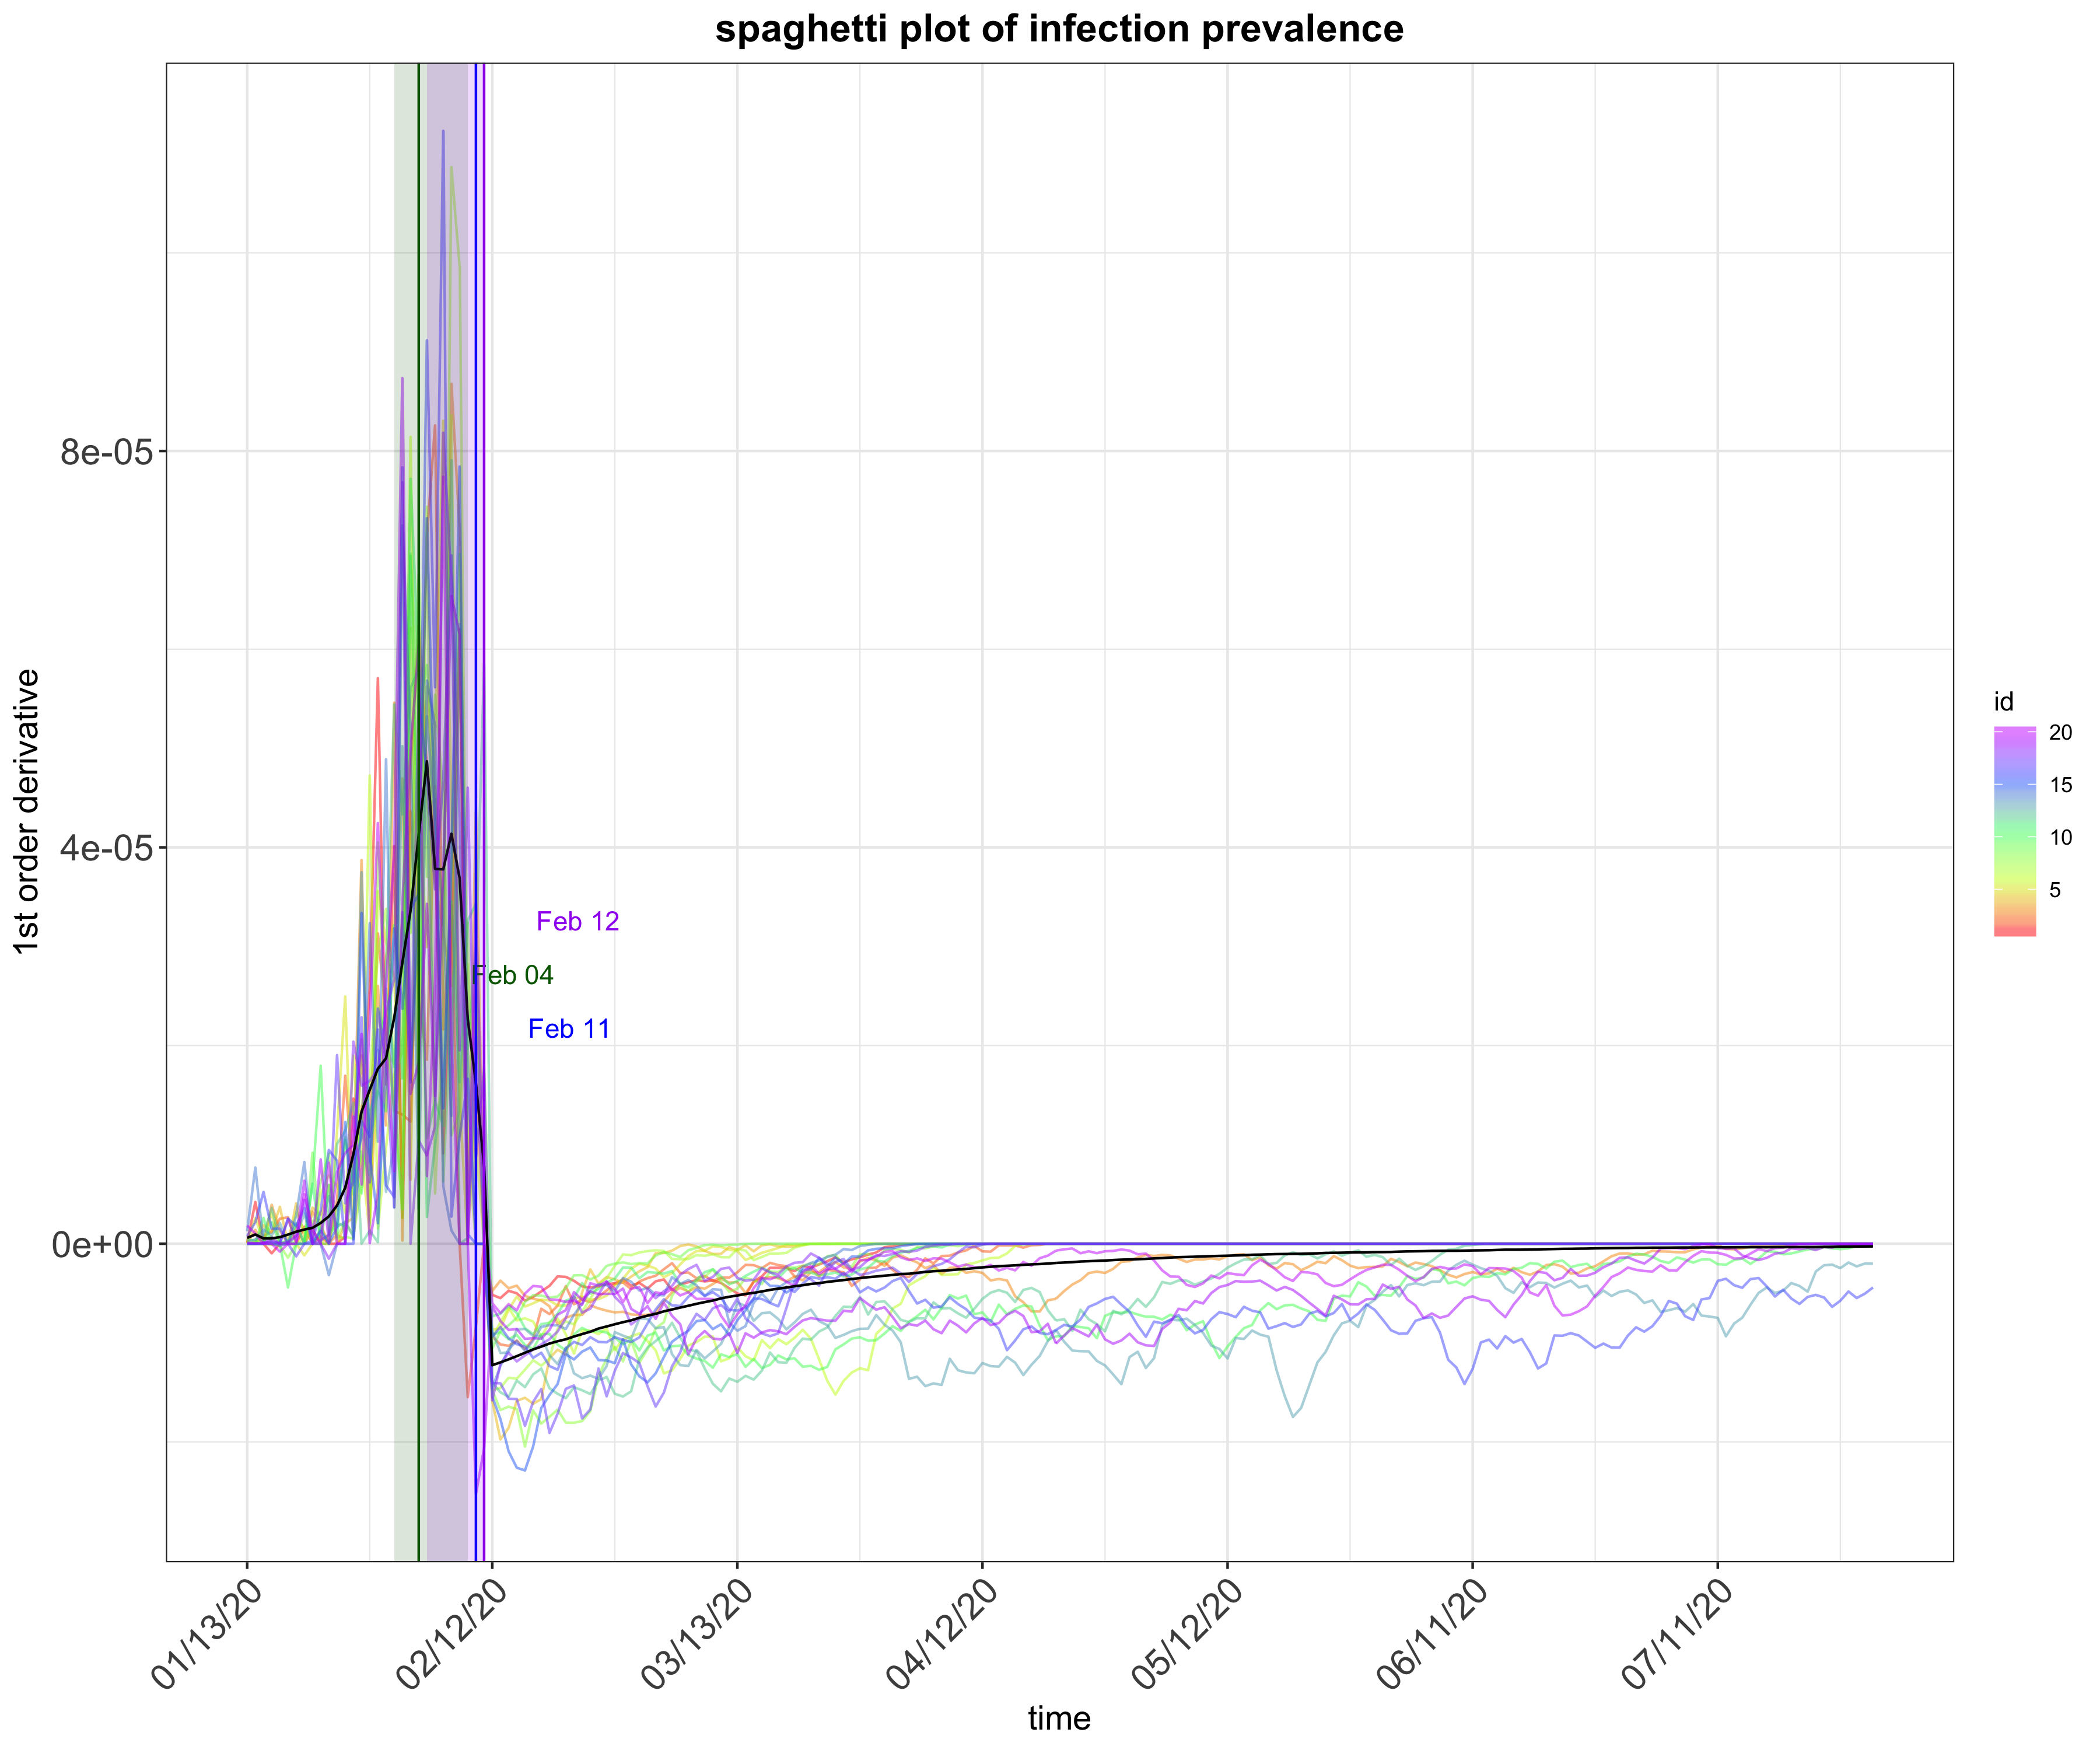 spaghetti plot of infection prevalence
1st order derivative
8e-05
4e-05
0e+00
Feb 12
Feb 04
Feb 11
id
20
15
10
5
01/13/20
02/12/20
03/13/20
04/12/20
05/12/20
06/11/20
07/11/20
time